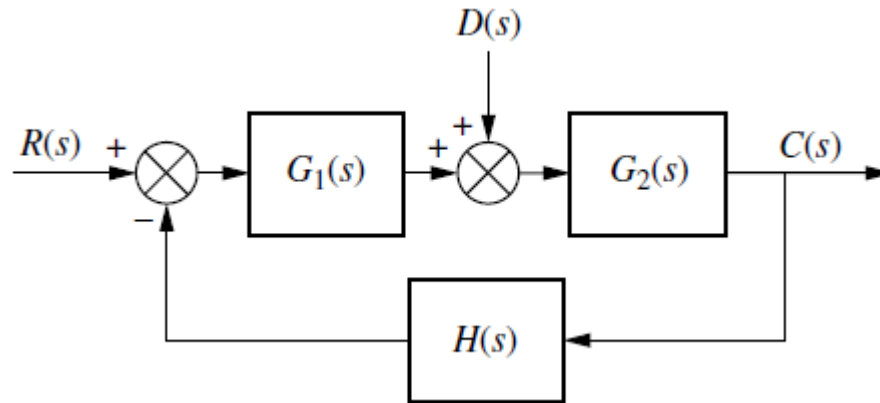 D(s)
R(s) + G₁(s) + + G₂(s) C(s)
−
H(s)